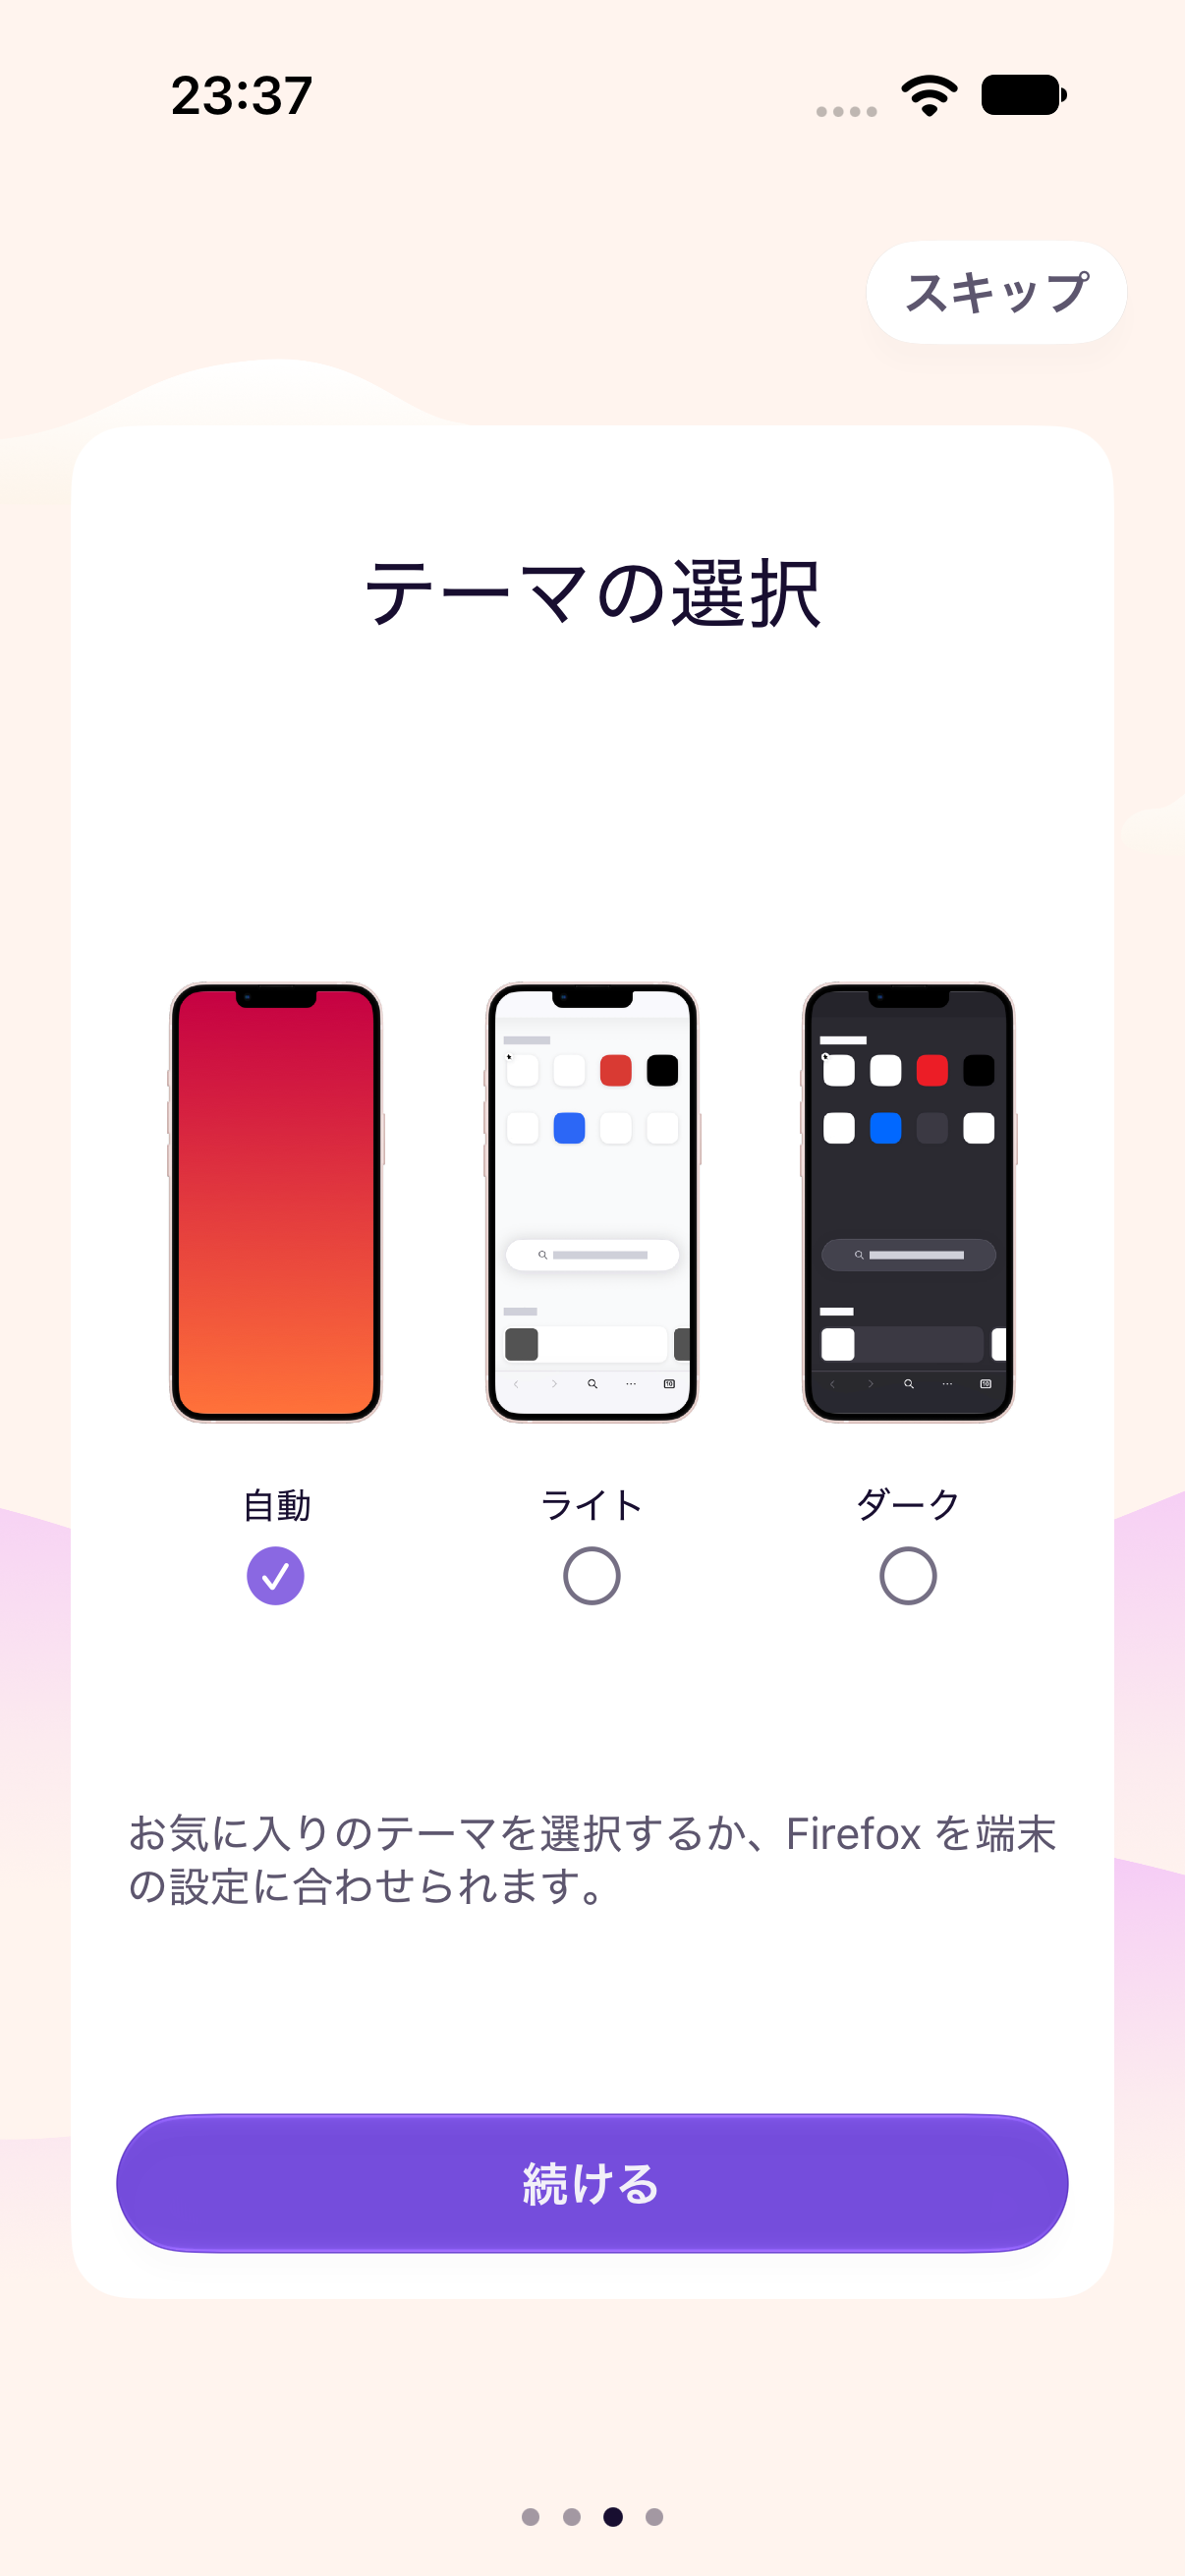 23:37
スキップ
テーマの選択
自動
ライト
ダーク
お気に入りのテーマを選択するか、Firefox を端末
の設定に合わせられます。
続ける